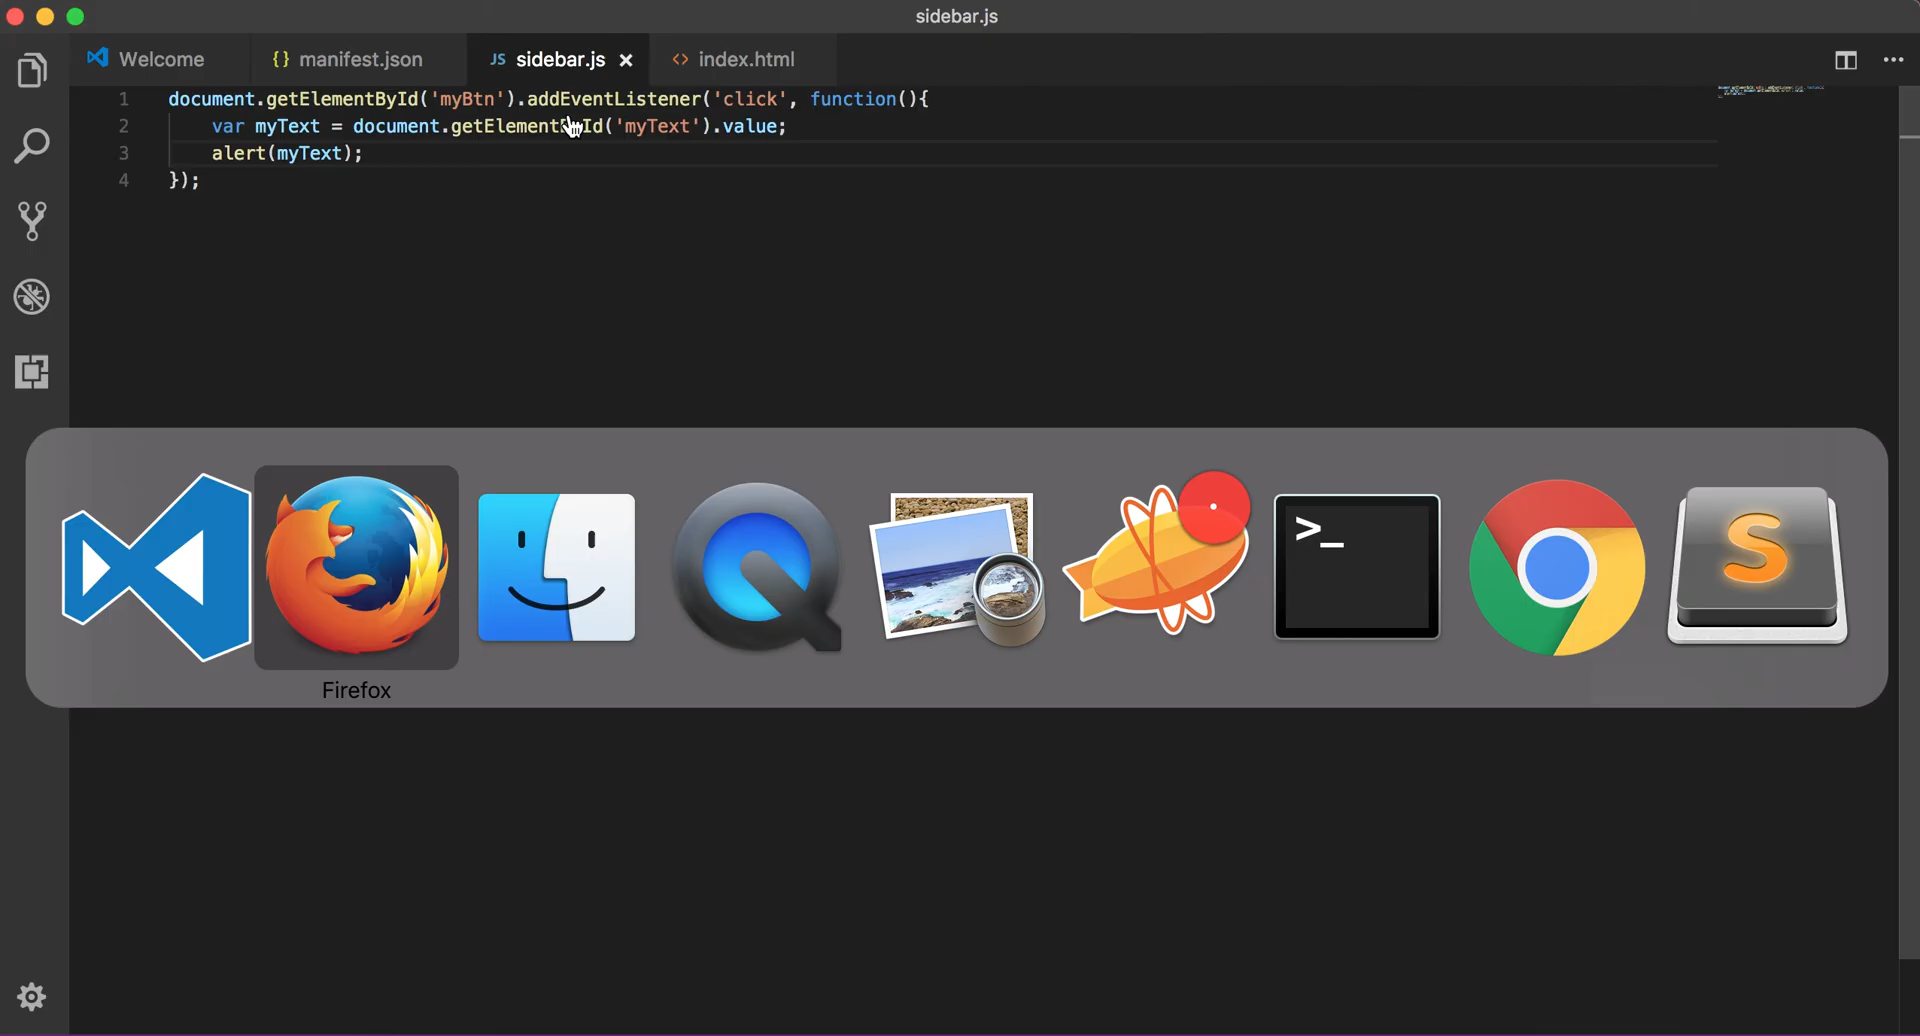 sidebar.js
Welcome
{} manifest.json
JS sidebar.js ×
<> index.html
1 document.getElementById('myBtn').addEventListener('click', function(){
2 var myText = document.getElementById('myText').value;
3 alert(myText);
4 });
>_
S
Firefox